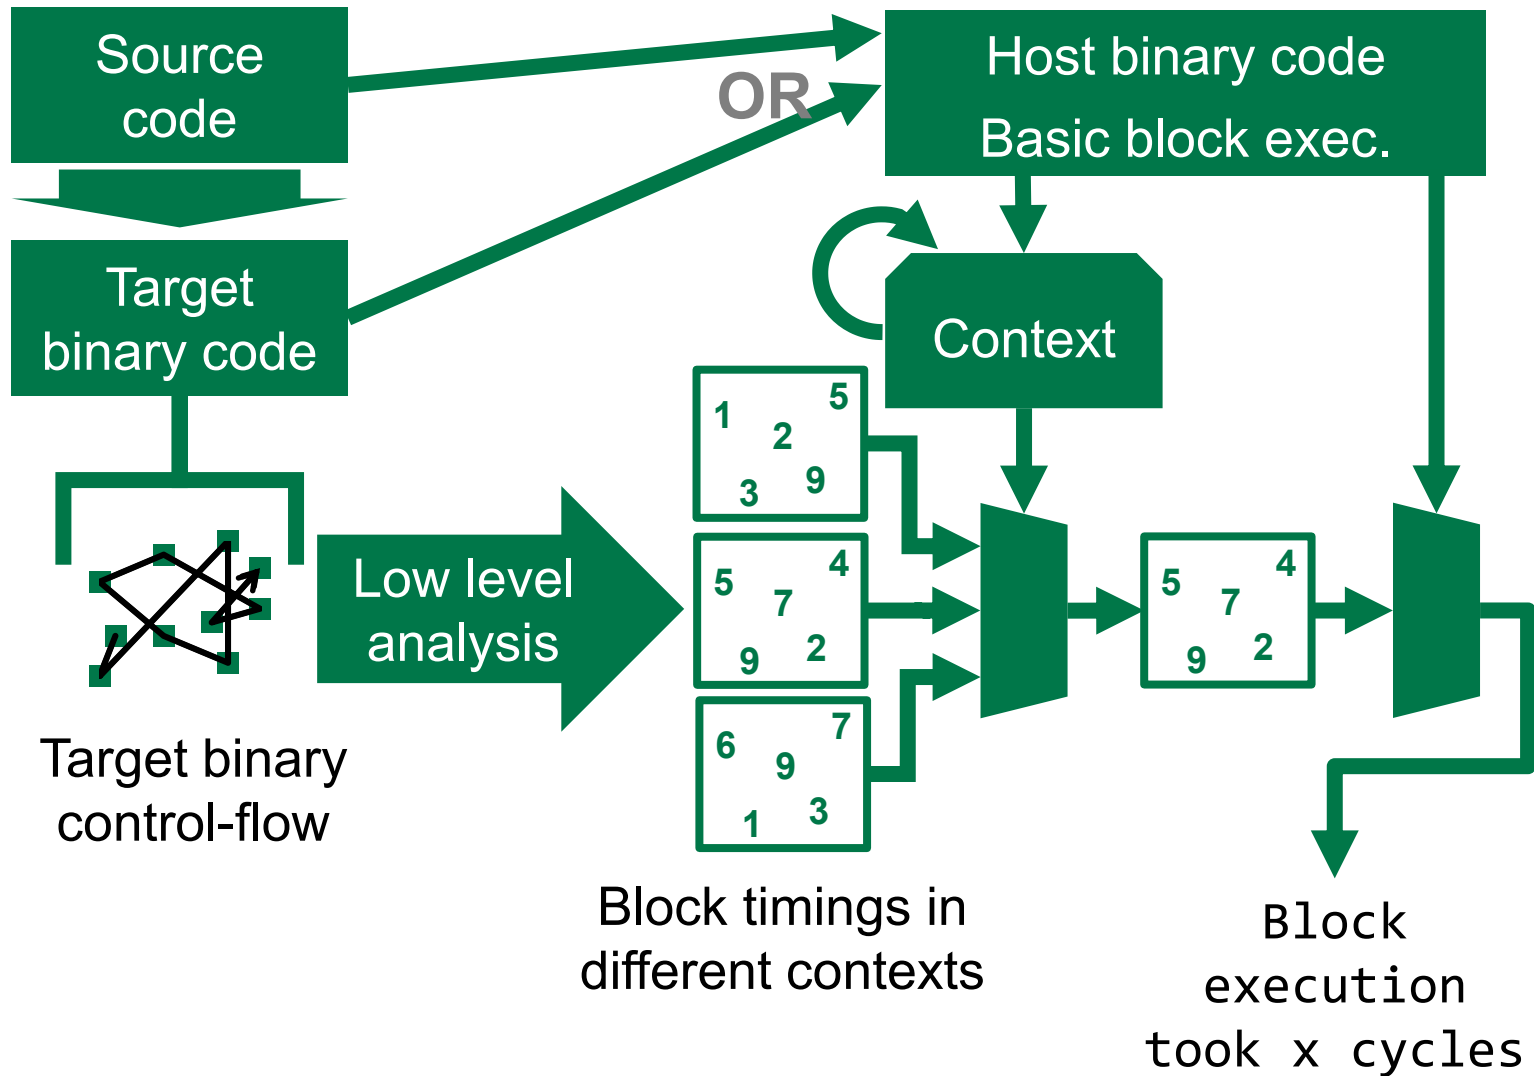 Source
code
OR
Host binary code
Basic block exec.
Target
binary code
Context
1
5
2
3
9
5
4
7
9
2
6
7
9
1
3
Low level
analysis
5
4
7
9
2
Target binary
control-flow
Block timings in
different contexts
Block
execution
took x cycles